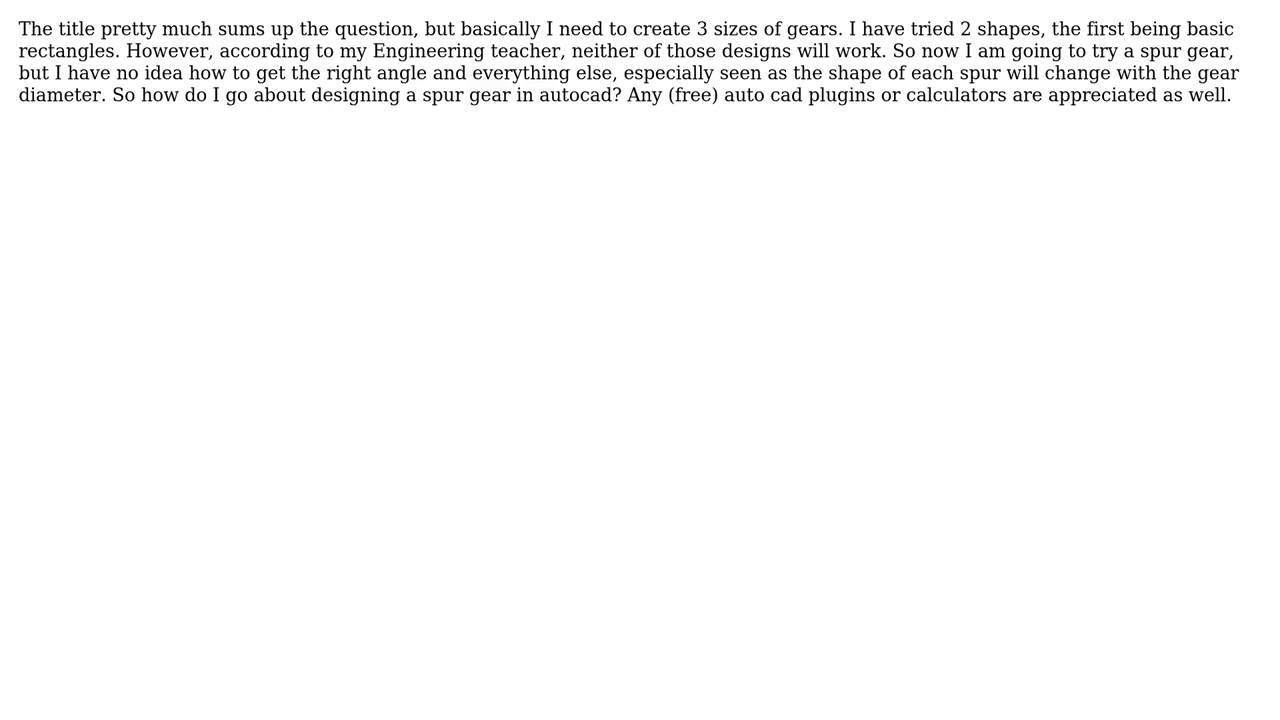 The title pretty much sums up the question, but basically I need to create 3 sizes of gears. I have tried 2 shapes, the first being basic
rectangles. However, according to my Engineering teacher, neither of those designs will work. So now I am going to try a spur gear,
but I have no idea how to get the right angle and everything else, especially seen as the shape of each spur will change with the gear
diameter. So how do I go about designing a spur gear in autocad? Any (free) auto cad plugins or calculators are appreciated as well.